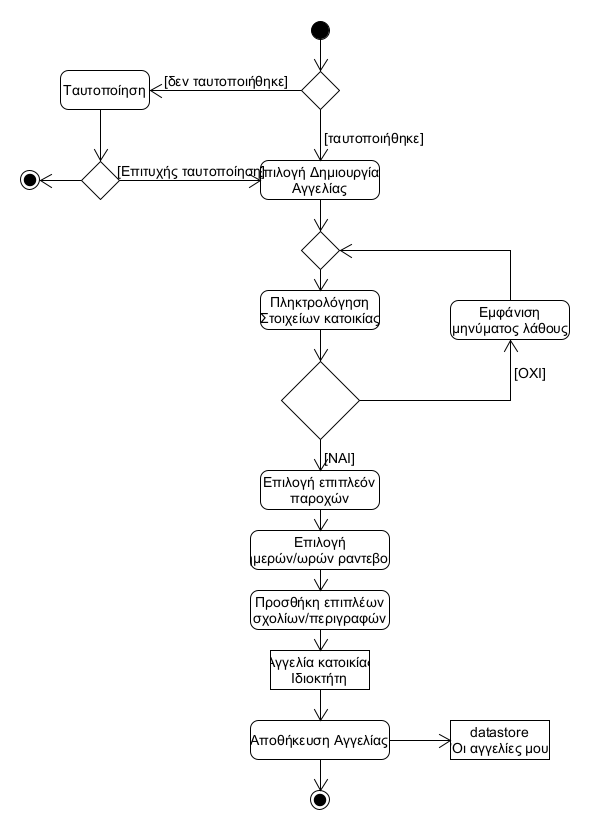 [δεν ταυτοποιήθηκε]
Ταυτοποίηση
[ταυτοποιήθηκε]
[Επιτυχής ταυτοποίηση]
Επιλογή Δημιουργία
Αγγελίας
Πληκτρολόγηση
Στοιχείων κατοικίας
Εμφάνιση
μηνύματος λάθους
[ΟΧΙ]
[ΝΑΙ]
Επιλογή επιπλεόν
παροχών
Επιλογή
ημερών/ωρών ραντεβο
Προσθήκη επιπλέων
σχολίων/περιγραφών
Αγγελία κατοικίας
Ιδιοκτήτη
Αποθήκευση Αγγελίας
datastore
Οι αγγελίες μου